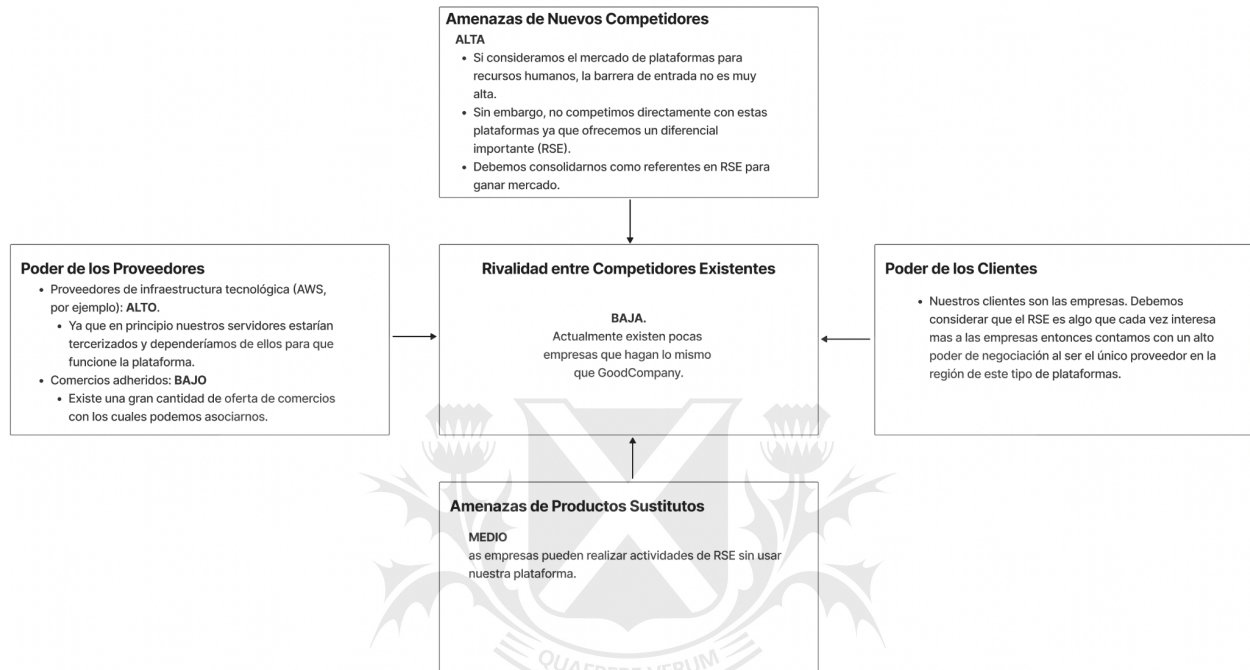 Amenazas de Nuevos Competidores
ALTA
• Si consideramos el mercado de plataformas para
recursos humanos, la barrera de entrada no es muy
alta.
• Sin embargo, no competimos directamente con estas
plataformas ya que ofrecemos un diferencial
importante (RSE).
• Debemos consolidarnos como referentes en RSE para
ganar mercado.
Poder de los Proveedores
• Proveedores de infraestructura tecnológica (AWS,
por ejemplo): ALTO.
• Ya que en principio nuestros servidores estarían
tercerizados y dependeríamos de ellos para que
funcione la plataforma.
• Comercios adheridos: BAJO
• Existe una gran cantidad de oferta de comercios
con los cuales podemos asociarnos.
Rivalidad entre Competidores Existentes
BAJA.
Actualmente existen pocas
empresas que hagan lo mismo
que GoodCompany.
Poder de los Clientes
• Nuestros clientes son las empresas. Debemos
considerar que el RSE es algo que cada vez interesa
mas a las empresas entonces contamos con un alto
poder de negociación al ser el único proveedor en la
región de este tipo de plataformas.
Amenazas de Productos Sustitutos
MEDIO
as empresas pueden realizar actividades de RSE sin usar
nuestra plataforma.
QUAERERE VERUM